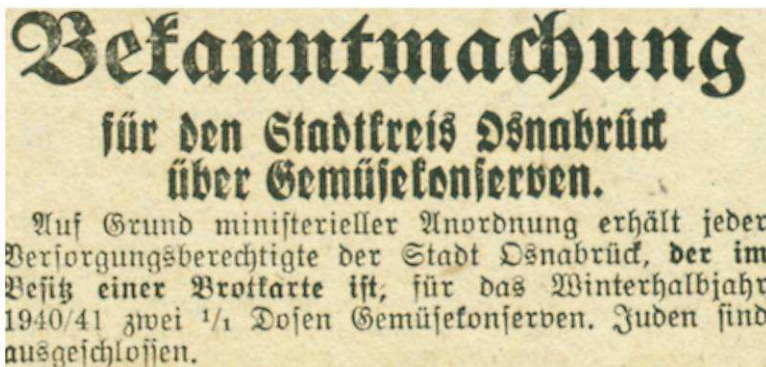 Bekanntmachung
für den Stadtkreis Osnabrück
über Gemüsekonserven.
Auf Grund ministerieller Anordnung erhält jeder
Versorgungsberechtigte der Stadt Osnabrück, der im
Besitz einer Brotkarte ist, für das Winterhalbjahr
1940/41 zwei ¹/₁ Dosen Gemüsekonserven. Juden sind
ausgeschlossen.